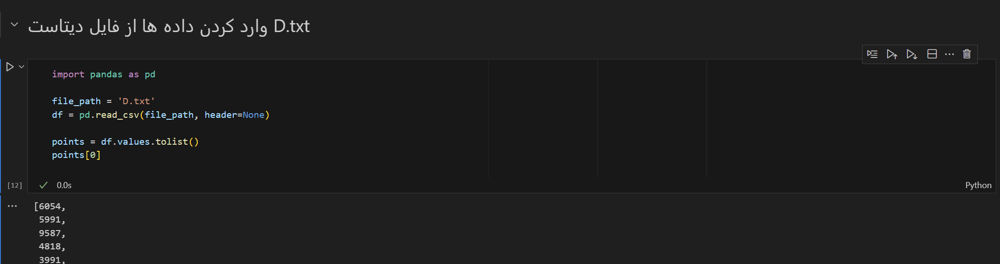 وارد کردن داده ها از فایل دیتاست D.txt
import pandas as pd
file_path = 'D.txt'
df = pd.read_csv(file_path, header=None)
points = df.values.tolist()
points[0]
[12]
0.0s
Python
[6054,
5991,
9587,
4818,
3991,